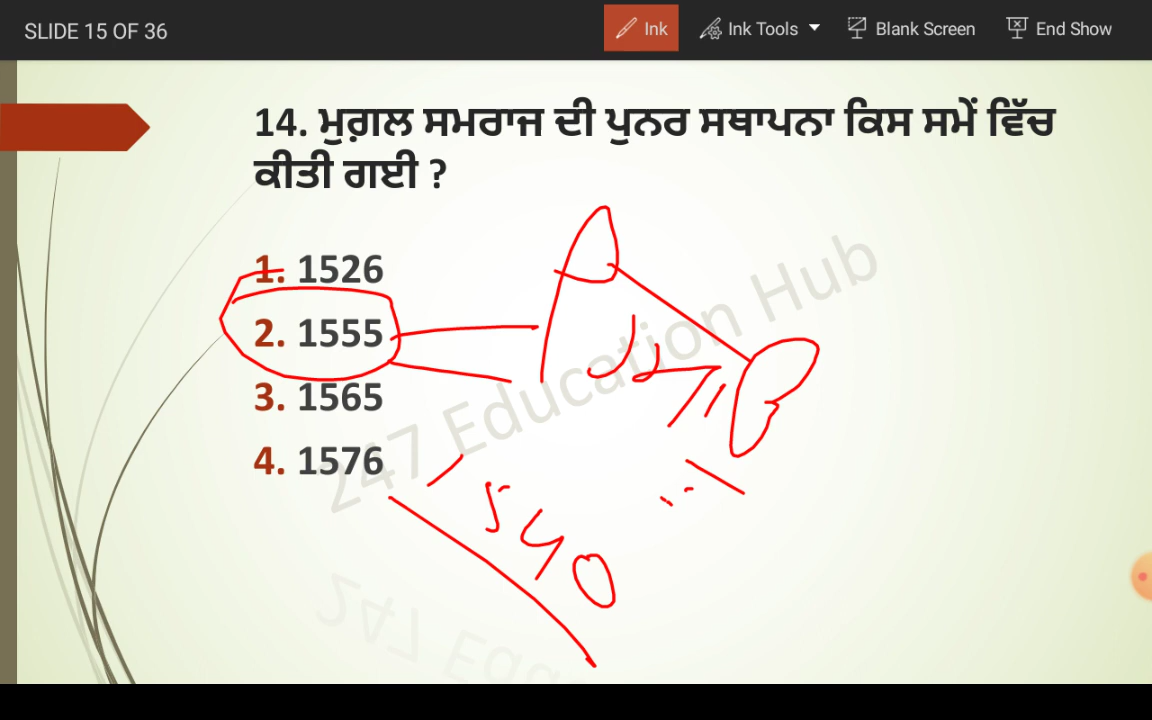 SLIDE 15 OF 36 Ink Ink Tools Blank Screen End Show
14. ਮੁਗ਼ਲ ਸਮਰਾਜ ਦੀ ਪੁਨਰ ਸਥਾਪਨਾ ਕਿਸ ਸਮੇਂ ਵਿੱਚ
ਕੀਤੀ ਗਈ ?
1. 1526
2. 1555
3. 1565
4. 1576
247 Education Hub
1540